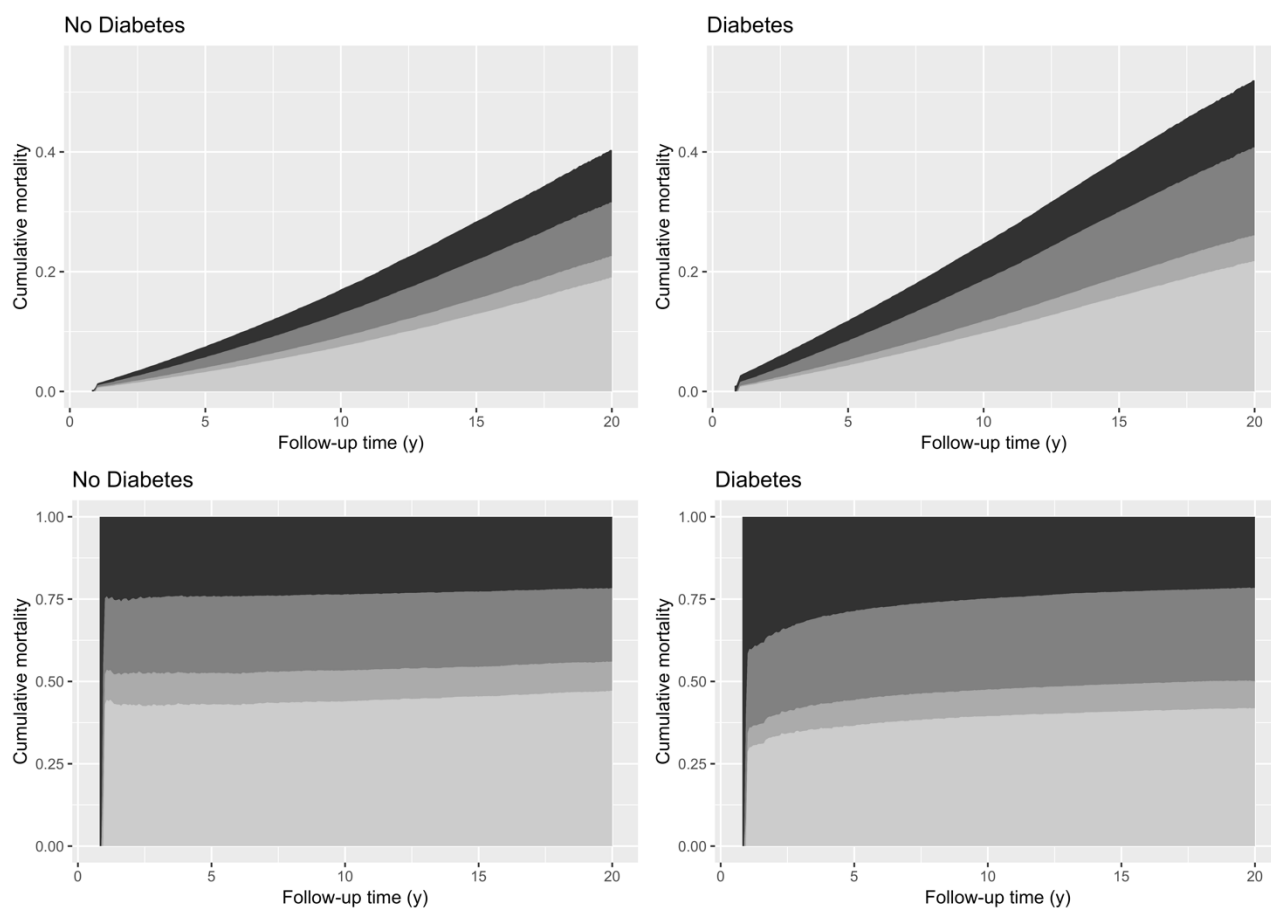 No Diabetes
Cumulative mortality
0.4
0.2
0.0
0 5 10 15 20
Follow-up time (y)
Diabetes
Cumulative mortality
0.4
0.2
0.0
0 5 10 15 20
Follow-up time (y)
No Diabetes
Cumulative mortality
1.00
0.75
0.50
0.25
0.00
0 5 10 15 20
Follow-up time (y)
Diabetes
Cumulative mortality
1.00
0.75
0.50
0.25
0.00
0 5 10 15 20
Follow-up time (y)